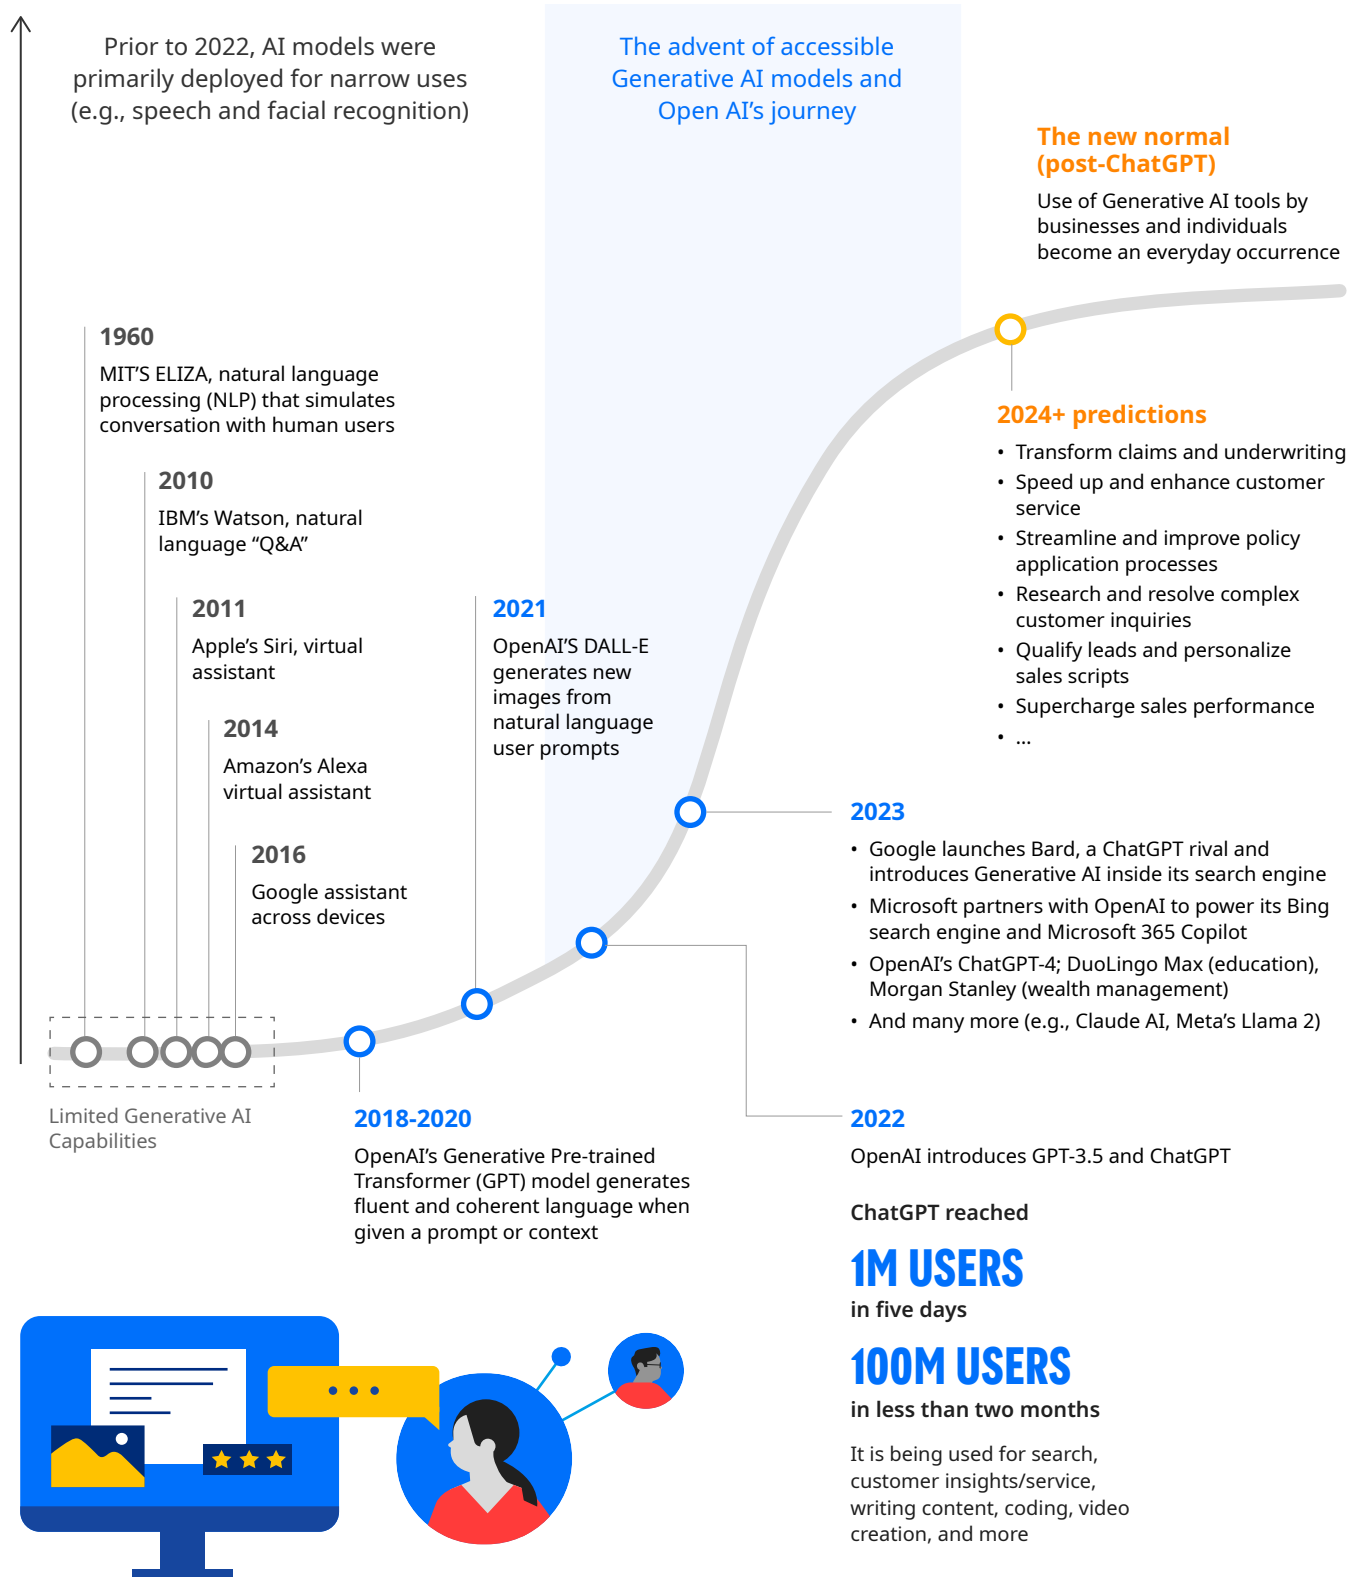 Prior to 2022, AI models were
primarily deployed for narrow uses
(e.g., speech and facial recognition)
The advent of accessible
Generative AI models and
Open AI’s journey
The new normal
(post-ChatGPT)
Use of Generative AI tools by
businesses and individuals
become an everyday occurrence
1960
MIT’S ELIZA, natural language
processing (NLP) that simulates
conversation with human users
2010
IBM’s Watson, natural
language “Q&A”
2011
Apple’s Siri, virtual
assistant
2014
Amazon’s Alexa
virtual assistant
2016
Google assistant
across devices
Limited Generative AI
Capabilities
2018-2020
OpenAI’s Generative Pre-trained
Transformer (GPT) model generates
fluent and coherent language when
given a prompt or context
2021
OpenAI’S DALL-E
generates new
images from
natural language
user prompts
2022
OpenAI introduces GPT-3.5 and ChatGPT
ChatGPT reached
1M USERS
in five days
100M USERS
in less than two months
It is being used for search,
customer insights/service,
writing content, coding, video
creation, and more
2023
• Google launches Bard, a ChatGPT rival and
introduces Generative AI inside its search engine
• Microsoft partners with OpenAI to power its Bing
search engine and Microsoft 365 Copilot
• OpenAI’s ChatGPT-4; DuoLingo Max (education),
Morgan Stanley (wealth management)
• And many more (e.g., Claude AI, Meta’s Llama 2)
2024+ predictions
• Transform claims and underwriting
• Speed up and enhance customer
service
• Streamline and improve policy
application processes
• Research and resolve complex
customer inquiries
• Qualify leads and personalize
sales scripts
• Supercharge sales performance
• ...